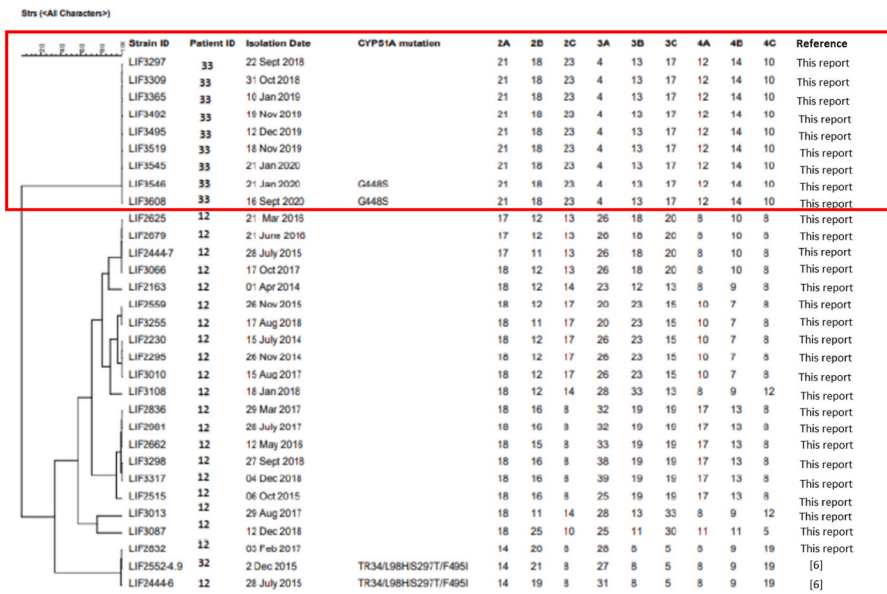 Strs (<All Characters>)
20 40 60 80 100
Strain ID Patient ID Isolation Date CYP51A mutation 2A 2B 2C 3A 3B 3C 4A 4B 4C Reference
LIF3297 33 22 Sept 2018 21 18 23 4 13 17 12 14 10 This report
LIF3309 33 31 Oct 2018 21 18 23 4 13 17 12 14 10 This report
LIF3365 33 10 Jan 2019 21 18 23 4 13 17 12 14 10 This report
LIF3492 33 19 Nov 2019 21 18 23 4 13 17 12 14 10 This report
LIF3495 33 12 Dec 2019 21 18 23 4 13 17 12 14 10 This report
LIF3519 33 18 Nov 2019 21 18 23 4 13 17 12 14 10 This report
LIF3545 33 21 Jan 2020 21 18 23 4 13 17 12 14 10 This report
LIF3546 33 21 Jan 2020 G448S 21 18 23 4 13 17 12 14 10 This report
LIF3608 33 16 Sept 2020 G448S 21 18 23 4 13 17 12 14 10 This report
LIF2625 12 21 Mar 2016 17 12 13 26 18 20 8 10 8 This report
LIF2679 12 21 June 2016 17 12 13 26 18 20 8 10 8 This report
LIF2444-7 12 28 July 2015 17 11 13 26 18 20 8 10 8 This report
LIF3066 12 17 Oct 2017 18 12 13 26 18 20 8 10 8 This report
LIF2163 12 01 Apr 2014 18 12 14 23 12 13 8 9 8 This report
LIF2559 12 26 Nov 2015 18 12 17 20 23 15 10 7 8 This report
LIF3255 12 17 Aug 2018 18 11 17 20 23 15 10 7 8 This report
LIF2230 12 15 July 2014 18 12 17 26 23 15 10 7 8 This report
LIF2295 12 26 Nov 2014 18 12 17 26 23 15 10 7 8 This report
LIF3010 12 15 Aug 2017 18 12 17 26 23 15 10 7 8 This report
LIF3108 12 18 Jan 2018 18 12 14 28 33 13 8 9 12 This report
LIF2836 12 29 Mar 2017 18 16 8 32 19 19 17 13 8 This report
LIF2981 12 28 July 2017 18 16 8 32 19 19 17 13 8 This report
LIF2662 12 12 May 2016 18 15 8 33 19 19 17 13 8 This report
LIF3298 12 27 Sept 2018 18 16 8 38 19 19 17 13 8 This report
LIF3317 12 04 Dec 2018 18 16 8 39 19 19 17 13 8 This report
LIF2515 12 06 Oct 2015 18 16 8 25 19 19 17 13 8 This report
LIF3013 12 29 Aug 2017 18 11 14 28 13 33 8 9 12 This report
LIF3087 12 12 Dec 2018 18 25 10 25 11 30 11 11 5 This report
LIF2832 12 03 Feb 2017 14 20 8 28 8 5 8 9 19 This report
LIF2552-4.9 32 2 Dec 2015 TR34/L98H/S297T/F495I 14 21 8 27 8 5 8 9 19 [6]
LIF2444-6 12 28 July 2015 TR34/L98H/S297T/F495I 14 19 8 31 8 5 8 9 19 [6]